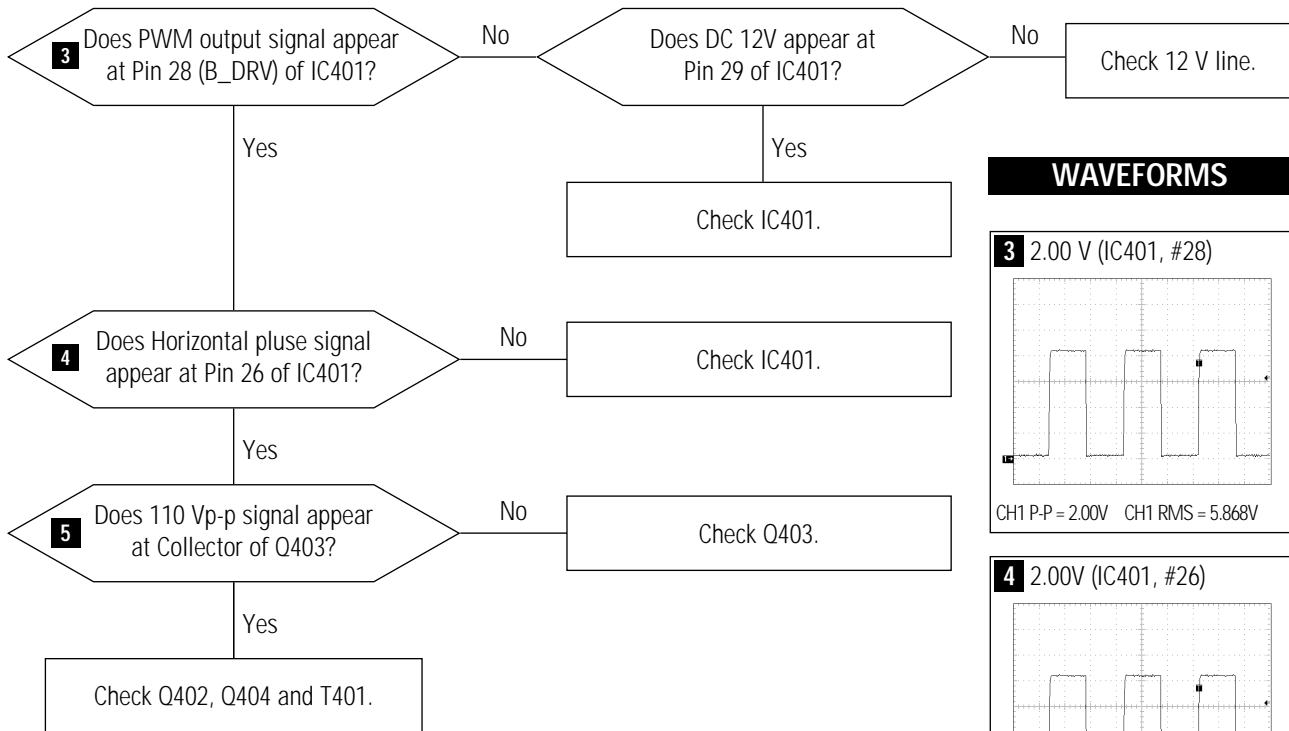 3 Does PWM output signal appear
at Pin 28 (B_DRV) of IC401?
No
Does DC 12V appear at
Pin 29 of IC401?
No
Check 12 V line.
Yes
Yes
Check IC401.
4 Does Horizontal pluse signal
appear at Pin 26 of IC401?
No
Check IC401.
Yes
5 Does 110 Vp-p signal appear
at Collector of Q403?
No
Check Q403.
Yes
Check Q402, Q404 and T401.
WAVEFORMS
3 2.00 V (IC401, #28)
CH1 P-P = 2.00V CH1 RMS = 5.868V
4 2.00V (IC401, #26)